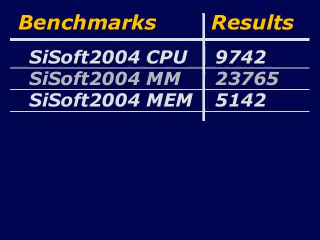 Benchmarks Results
SiSoft2004 CPU 9742
SiSoft2004 MM 23765
SiSoft2004 MEM 5142